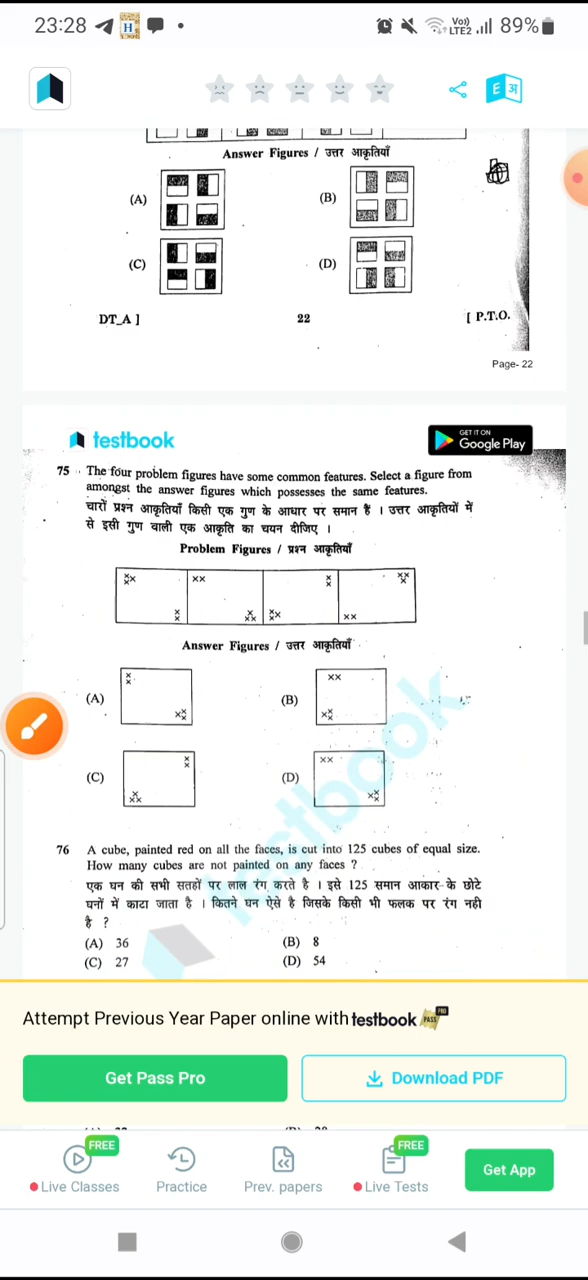 23:28
H
Vo))
LTE2
89%
E अ
Answer Figures / उत्तर आकृतियाँ
(A)
(B)
(C)
(D)
DT_A ]
22
[ P.T.O.
Page- 22
testbook
GET IT ON
Google Play
75 The four problem figures have some common features. Select a figure from
amongst the answer figures which possesses the same features.
चारों प्रश्न आकृतियाँ किसी एक गुण के आधार पर समान हैं । उत्तर आकृतियों में
से इसी गुण वाली एक आकृति का चयन दीजिए ।
Problem Figures / प्रश्न आकृतियाँ
Answer Figures / उत्तर आकृतियाँ
(A)
(B)
(C)
(D)
testbook
76 A cube, painted red on all the faces, is cut into 125 cubes of equal size.
How many cubes are not painted on any faces ?
एक घन की सभी सतहों पर लाल रंग करते है । इसे 125 समान आकार के छोटे
घनों में काटा जाता है । कितने घन ऐसे है जिसके किसी भी फलक पर रंग नही
है ?
(A) 36
(B) 8
(C) 27
(D) 54
Attempt Previous Year Paper online with testbook PASS PRO
Get Pass Pro
Download PDF
FREE
FREE
Live Classes
Practice
Prev. papers
Live Tests
Get App